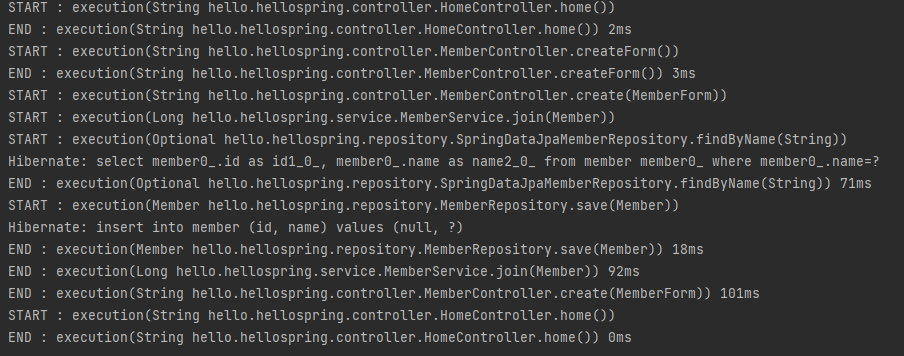 START : execution(String hello.hellospring.controller.HomeController.home())
END : execution(String hello.hellospring.controller.HomeController.home()) 2ms
START : execution(String hello.hellospring.controller.MemberController.createForm())
END : execution(String hello.hellospring.controller.MemberController.createForm()) 3ms
START : execution(String hello.hellospring.controller.MemberController.create(MemberForm))
START : execution(Long hello.hellospring.service.MemberService.join(Member))
START : execution(Optional hello.hellospring.repository.SpringDataJpaMemberRepository.findByName(String))
Hibernate: select member0_.id as id1_0_, member0_.name as name2_0_ from member member0_ where member0_.name=?
END : execution(Optional hello.hellospring.repository.SpringDataJpaMemberRepository.findByName(String)) 71ms
START : execution(Member hello.hellospring.repository.MemberRepository.save(Member))
Hibernate: insert into member (id, name) values (null, ?)
END : execution(Member hello.hellospring.repository.MemberRepository.save(Member)) 18ms
END : execution(Long hello.hellospring.service.MemberService.join(Member)) 92ms
END : execution(String hello.hellospring.controller.MemberController.create(MemberForm)) 101ms
START : execution(String hello.hellospring.controller.HomeController.home())
END : execution(String hello.hellospring.controller.HomeController.home()) 0ms